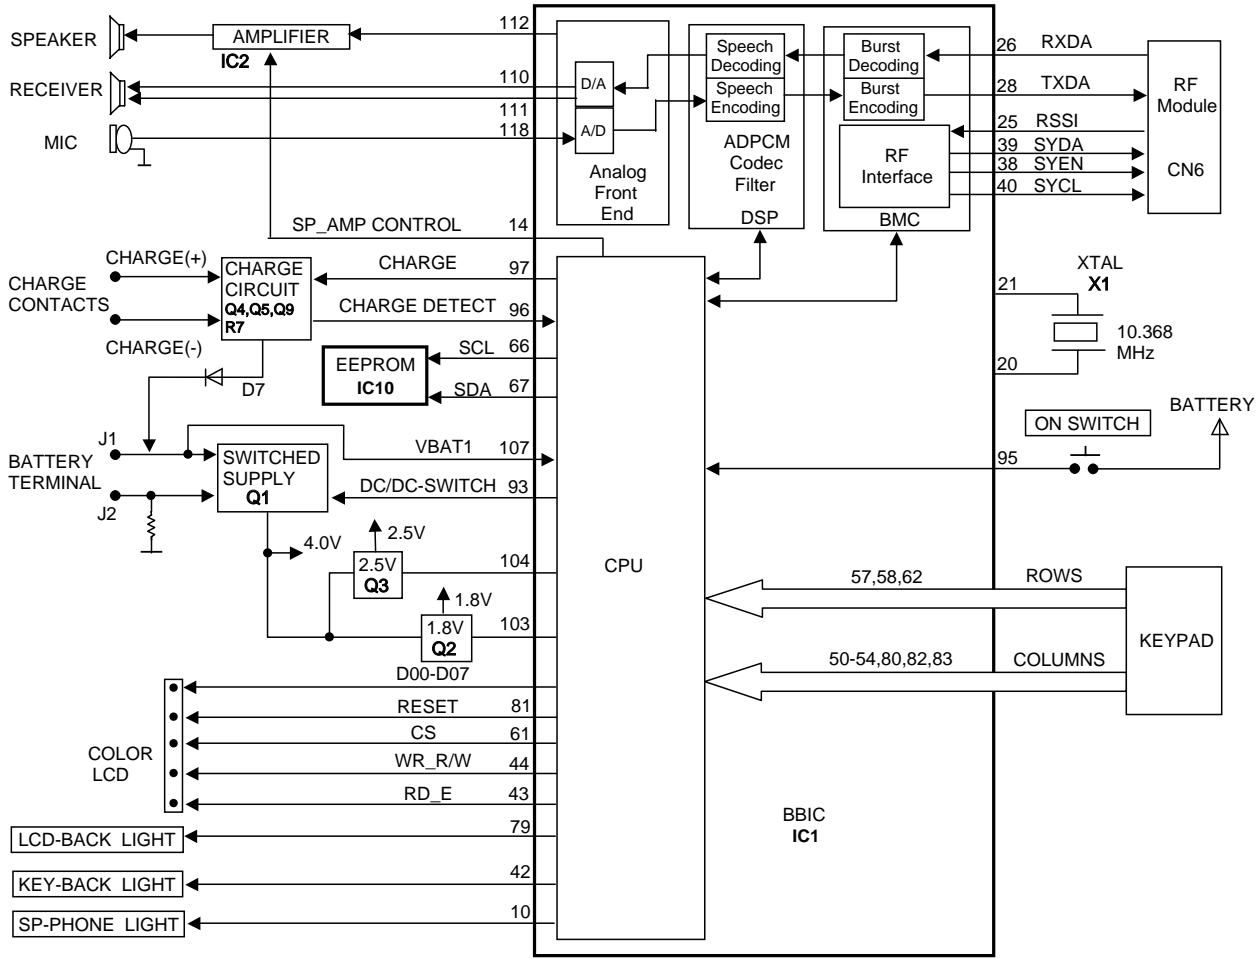 SPEAKER
AMPLIFIER
IC2
112
RECEIVER
110
111
D/A
MIC
118
A/D
Analog
Front
End
Speech
Decoding
Speech
Encoding
ADPCM
Codec
Filter
DSP
Burst
Decoding
Burst
Encoding
RF
Interface
BMC
26 RXDA
28 TXDA
25 RSSI
39 SYDA
38 SYEN
40 SYCL
RF
Module
CN6
SP_AMP CONTROL 14
CHARGE(+)
CHARGE
CONTACTS
CHARGE(-)
CHARGE
CIRCUIT
Q4,Q5,Q9
R7
CHARGE 97
CHARGE DETECT 96
D7
EEPROM
IC10
SCL 66
SDA 67
21
XTAL
X1
10.368
MHz
20
BATTERY
ON SWITCH
95
J1
BATTERY
TERMINAL
J2
SWITCHED
SUPPLY
Q1
VBAT1 107
DC/DC-SWITCH 93
4.0V
2.5V
2.5V
Q3
104
1.8V
1.8V
Q2
103
CPU
57,58,62 ROWS
50-54,80,82,83 COLUMNS
KEYPAD
COLOR
LCD
D00-D07
RESET 81
CS 61
WR_R/W 44
RD_E 43
LCD-BACK LIGHT 79
KEY-BACK LIGHT 42
SP-PHONE LIGHT 10
BBIC
IC1